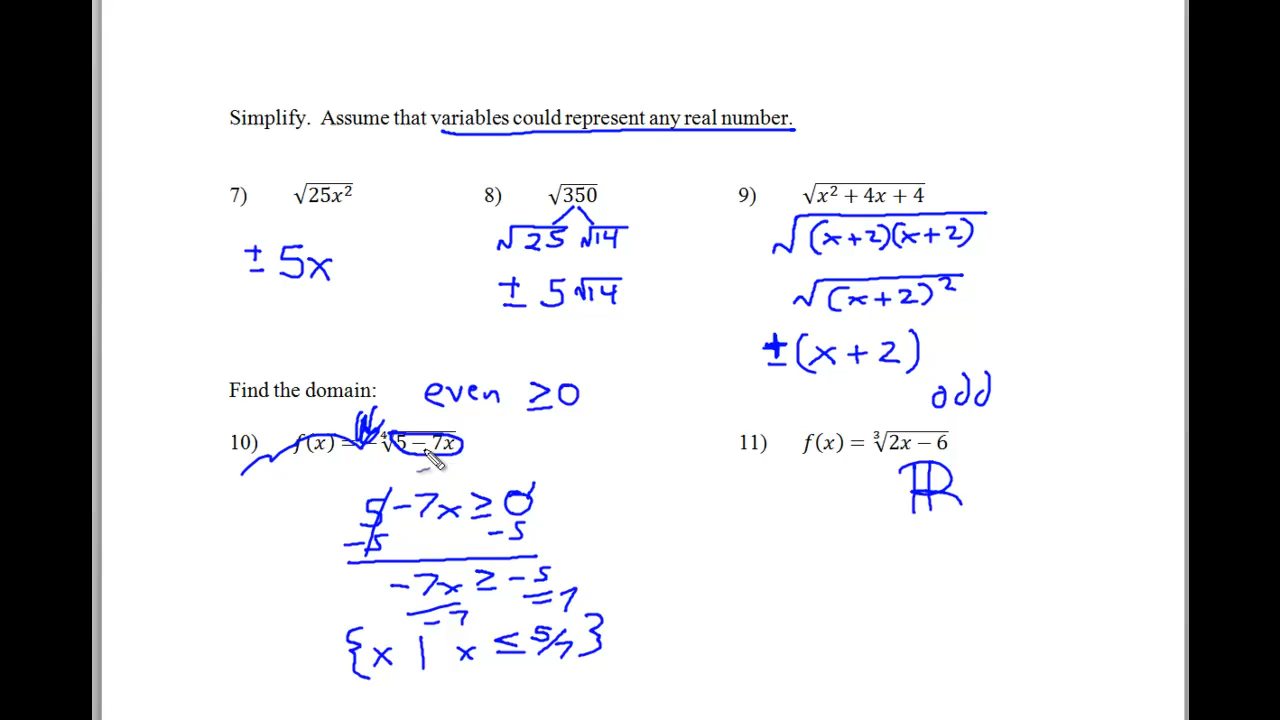 Simplify. Assume that variables could represent any real number.
7) √25x²
8) √350
9) √x² + 4x + 4
√25 √14
√(x+2)(x+2)
± 5x
± 5√14
√(x+2)²
± (x + 2)
Find the domain:
even ≥0
odd
10) f(x) = −⁴√5 − 7x
11) f(x) = ³√2x − 6
ℝ
5 −7x ≥ 0
−5 −5
−7x ≥ −5
−7 −7
{x | x ≤ 5/7}